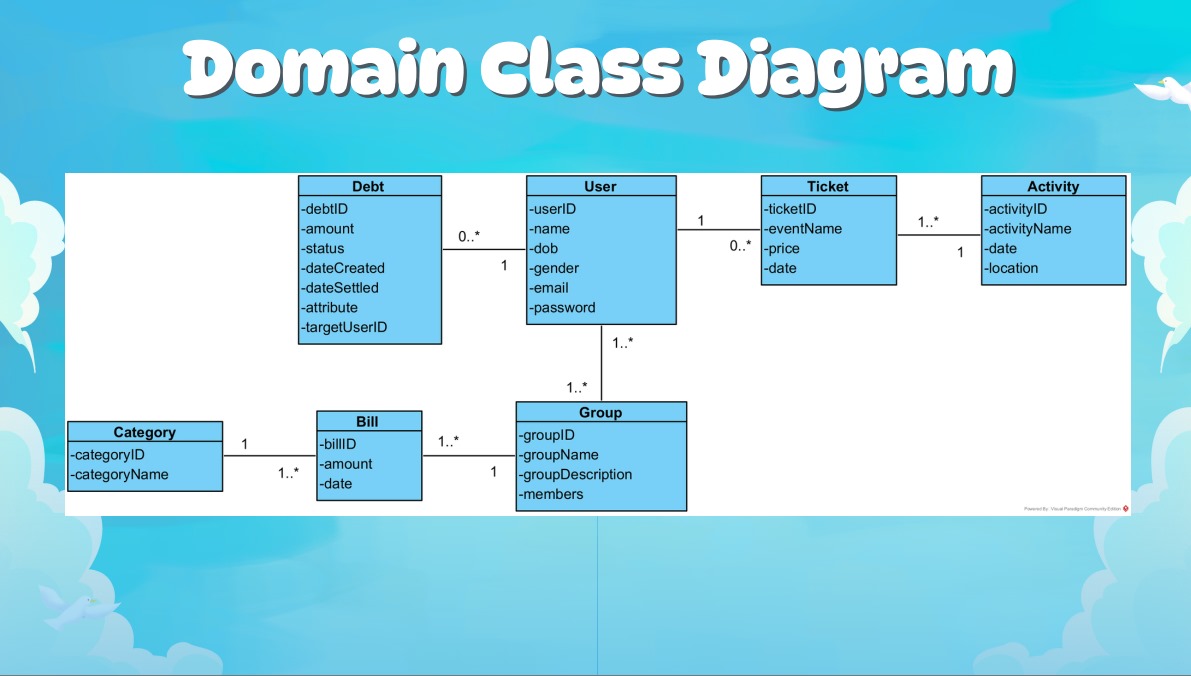 Domain Class Diagram
Debt
-debtID
-amount
-status
-dateCreated
-dateSettled
-attribute
-targetUserID
0..*
1
User
-userID
-name
-dob
-gender
-email
-password
1
0..*
Ticket
-ticketID
-eventName
-price
-date
1..*
1
Activity
-activityID
-activityName
-date
-location
1..*
1..*
Category
-categoryID
-categoryName
1
1..*
Bill
-billID
-amount
-date
1..*
1
Group
-groupID
-groupName
-groupDescription
-members
Powered By: Visual Paradigm Community Edition